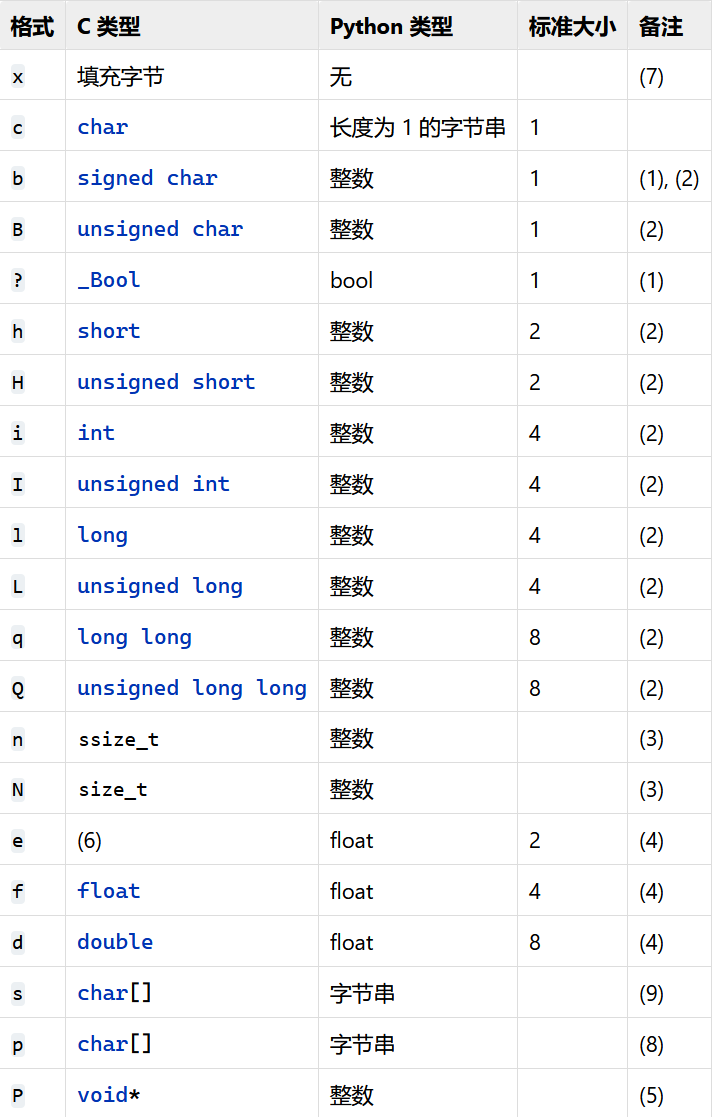 格式 C 类型 Python 类型 标准大小 备注
x 填充字节 无 (7)
c char 长度为 1 的字节串 1
b signed char 整数 1 (1), (2)
B unsigned char 整数 1 (2)
? _Bool bool 1 (1)
h short 整数 2 (2)
H unsigned short 整数 2 (2)
i int 整数 4 (2)
I unsigned int 整数 4 (2)
l long 整数 4 (2)
L unsigned long 整数 4 (2)
q long long 整数 8 (2)
Q unsigned long long 整数 8 (2)
n ssize_t 整数 (3)
N size_t 整数 (3)
e (6) float 2 (4)
f float float 4 (4)
d double float 8 (4)
s char[] 字节串 (9)
p char[] 字节串 (8)
P void* 整数 (5)